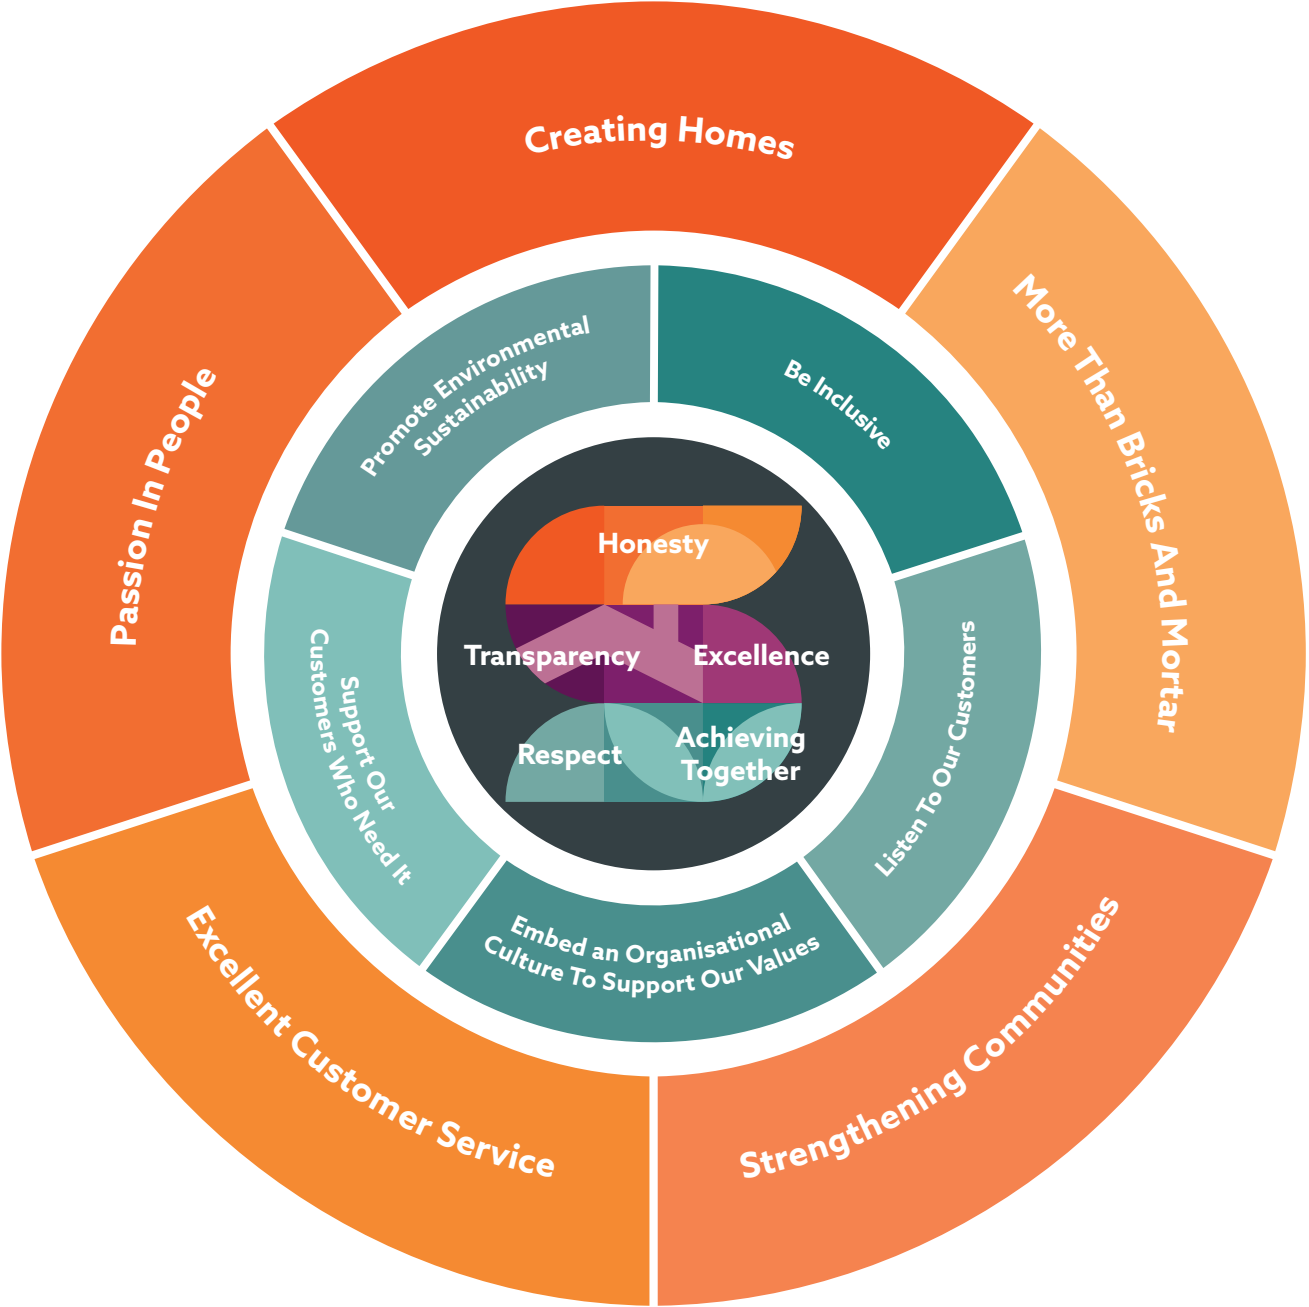 Creating Homes
More Than Bricks And Mortar
Strengthening Communities
Excellent Customer Service
Passion In People
Be Inclusive
Listen To Our Customers
Embed an Organisational
Culture To Support Our Values
Support Our
Customers Who Need It
Promote Environmental
Sustainability
Honesty
Transparency
Excellence
Respect
Achieving
Together